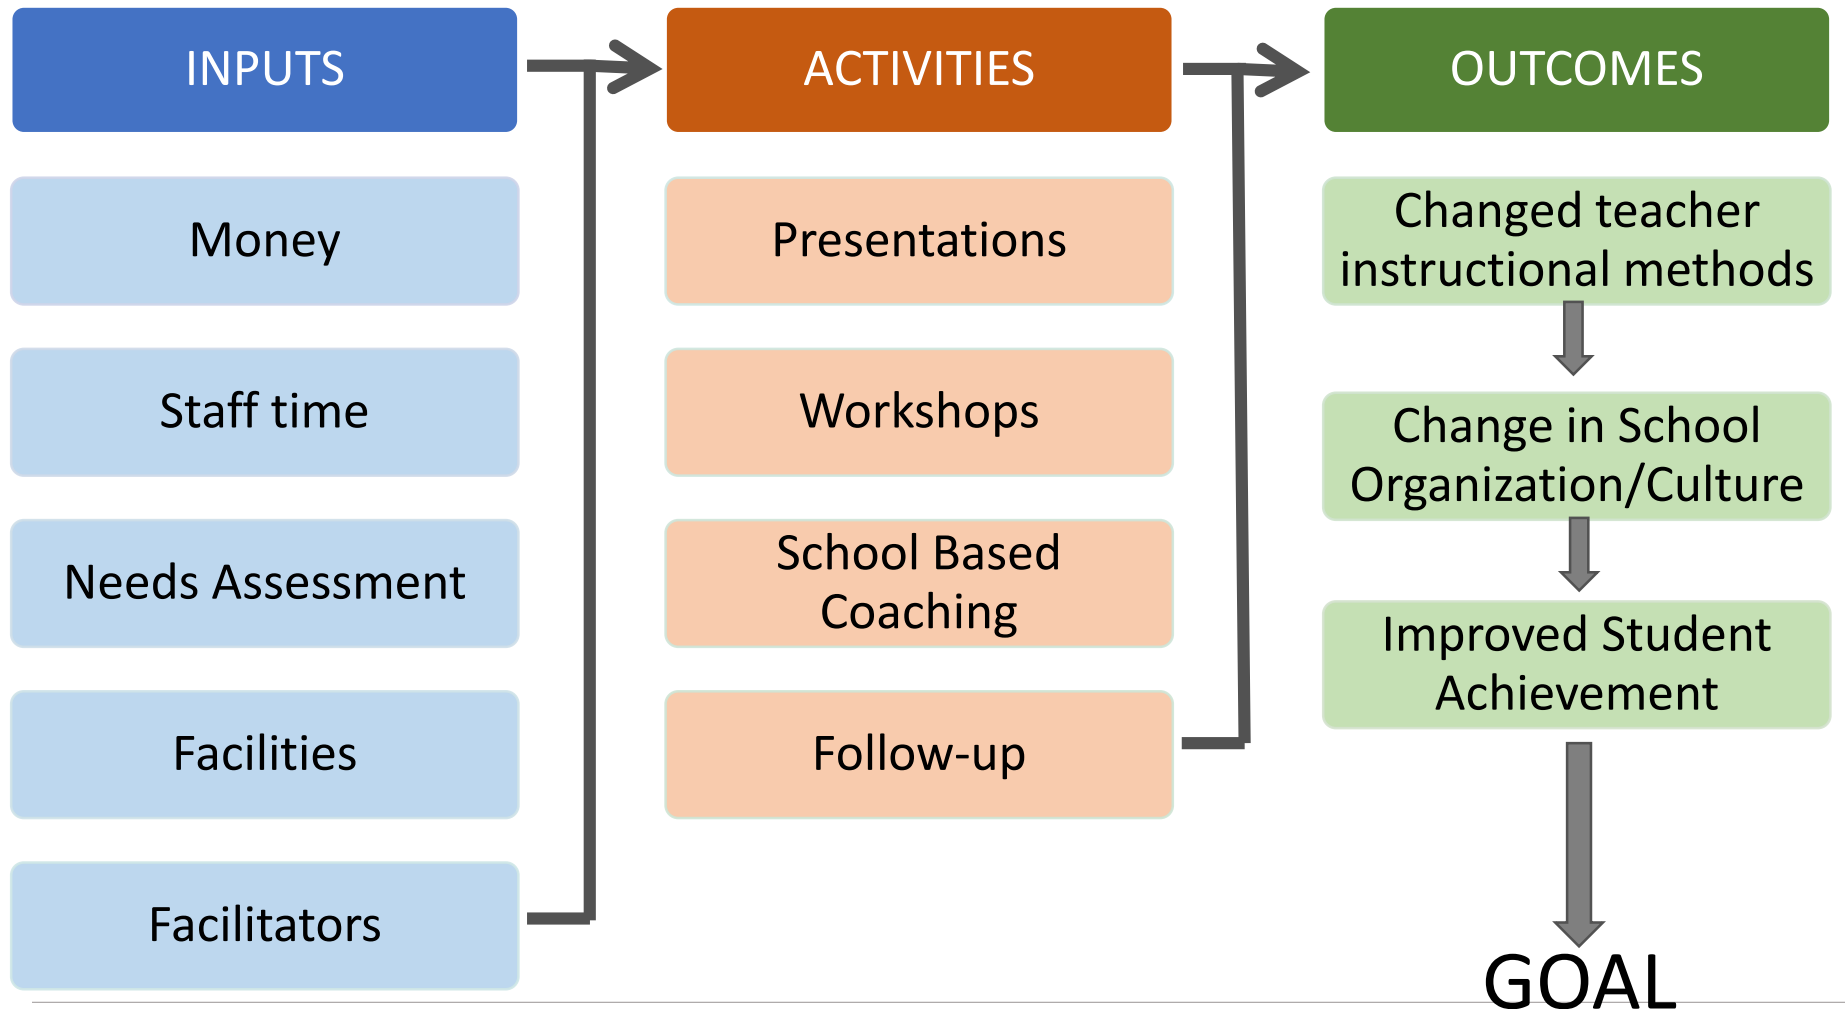 INPUTS
Money
Staff time
Needs Assessment
Facilities
Facilitators
ACTIVITIES
Presentations
Workshops
School Based
Coaching
Follow-up
OUTCOMES
Changed teacher
instructional methods
Change in School
Organization/Culture
Improved Student
Achievement
GOAL